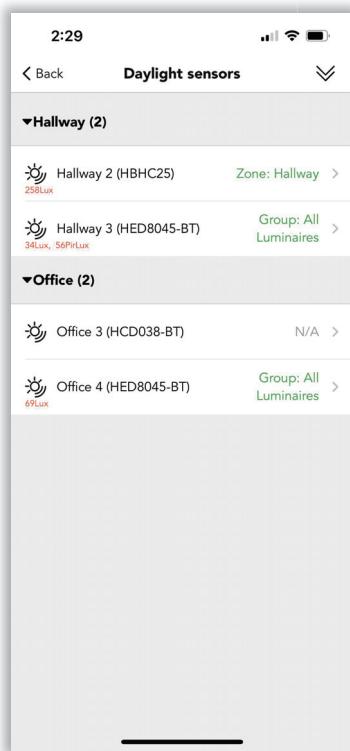 2:29
Back Daylight sensors
Hallway (2)
Hallway 2 (HBHC25) Zone: Hallway
258Lux
Hallway 3 (HED8045-BT) Group: All
Luminaires
34Lux, 56PirLux
Office (2)
Office 3 (HCD038-BT) N/A
Office 4 (HED8045-BT) Group: All
Luminaires
69Lux